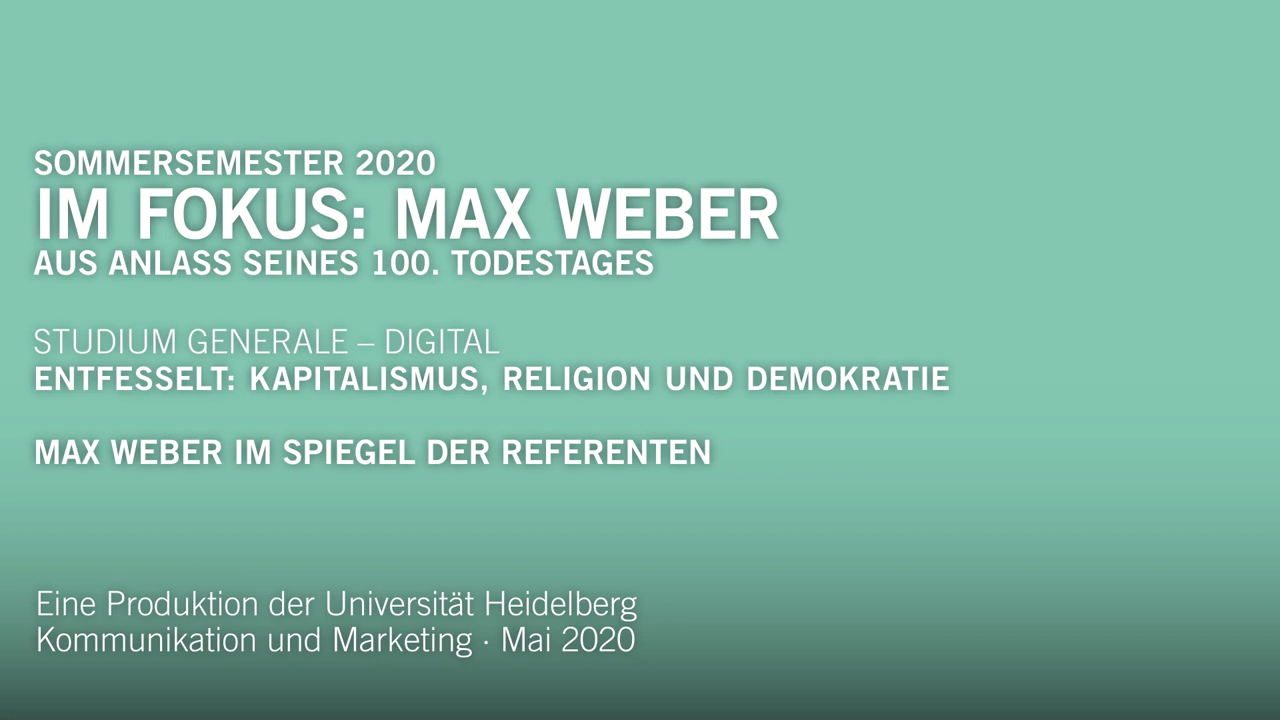 SOMMERSEMESTER 2020
IM FOKUS: MAX WEBER
AUS ANLASS SEINES 100. TODESTAGES
STUDIUM GENERALE – DIGITAL
ENTFESSELT: KAPITALISMUS, RELIGION UND DEMOKRATIE
MAX WEBER IM SPIEGEL DER REFERENTEN
Eine Produktion der Universität Heidelberg
Kommunikation und Marketing · Mai 2020